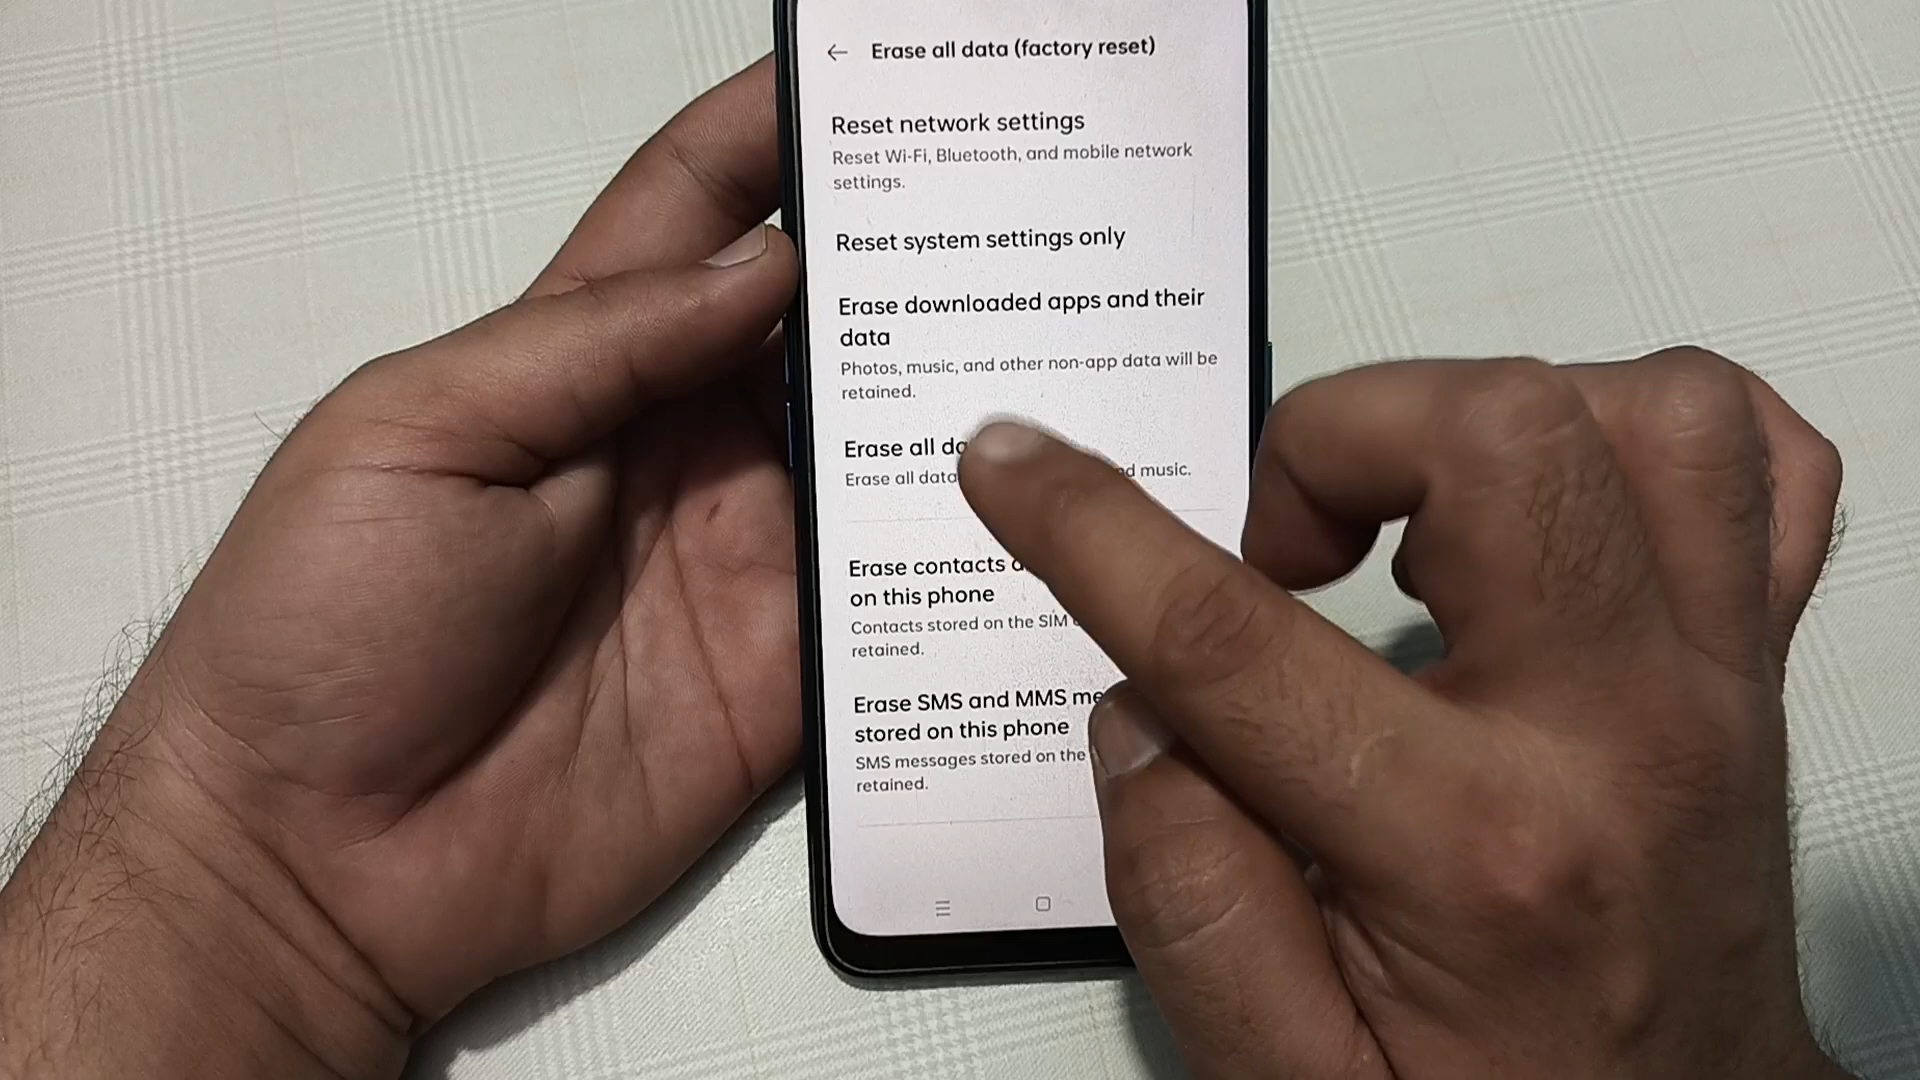 Erase all data (factory reset)
Reset network settings
Reset Wi-Fi, Bluetooth, and mobile network
settings.
Reset system settings only
Erase downloaded apps and their
data
Photos, music, and other non-app data will be
retained.
Erase all
Erase all data music.
Erase contacts
on this phone
Contacts stored on the SIM
retained.
Erase SMS and MMS
stored on this phone
SMS messages stored on the
retained.